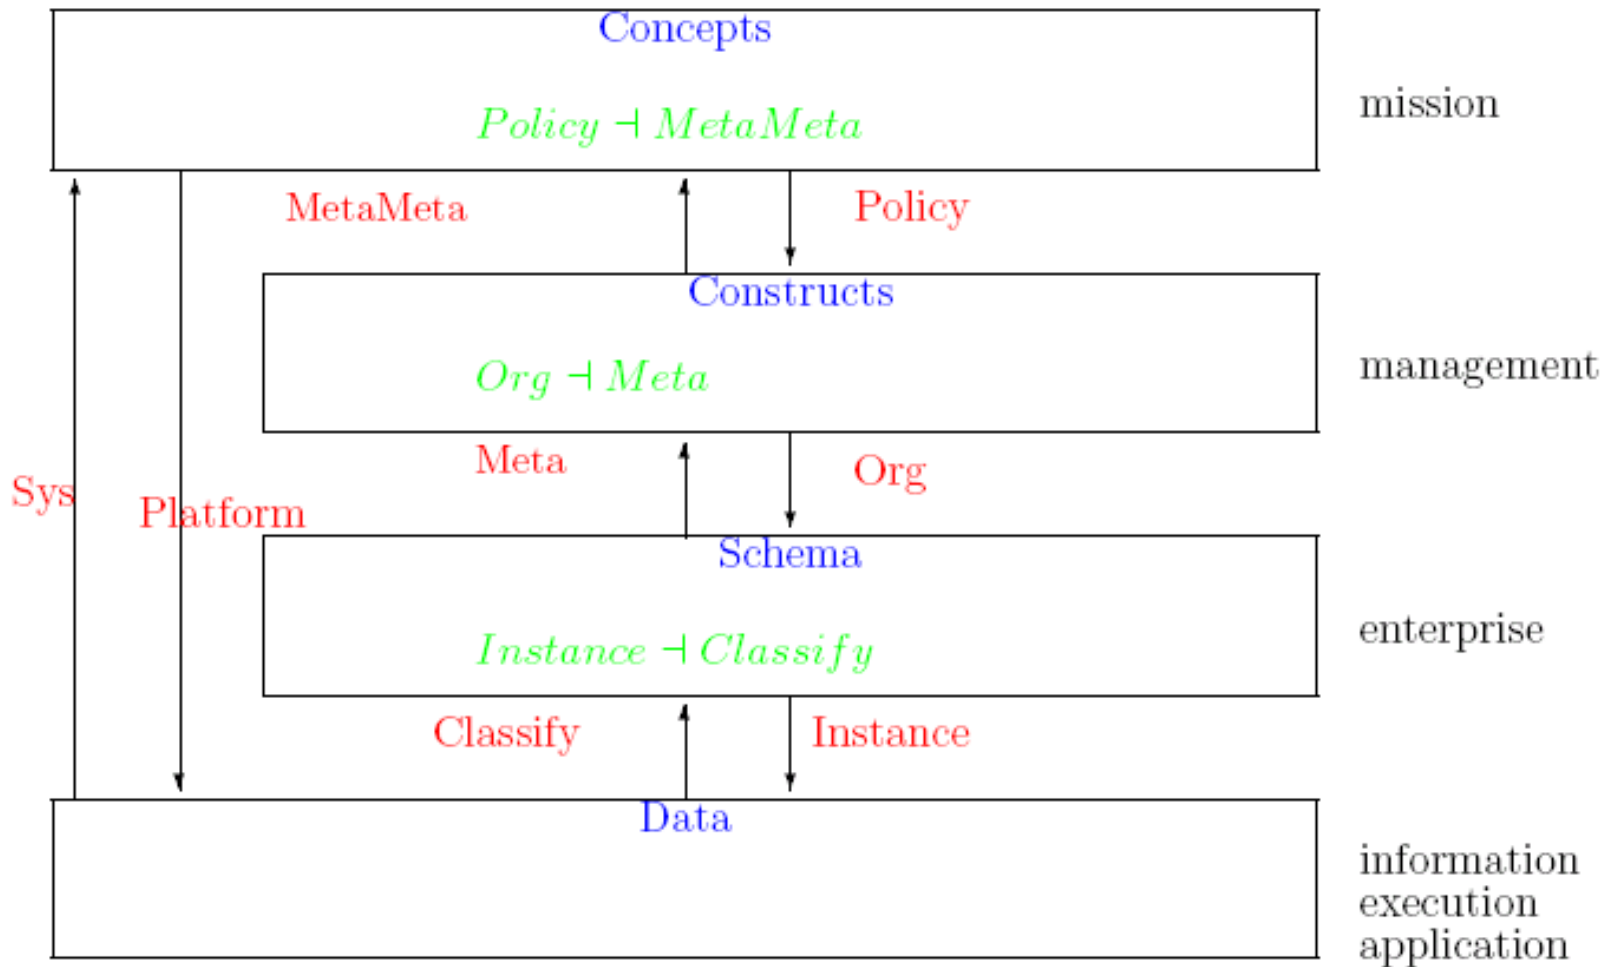 Concepts
Policy ⊣ MetaMeta
mission
MetaMeta
Policy
Constructs
Org ⊣ Meta
management
Meta
Org
Sys
Platform
Schema
Instance ⊣ Classify
enterprise
Classify
Instance
Data
information
execution
application